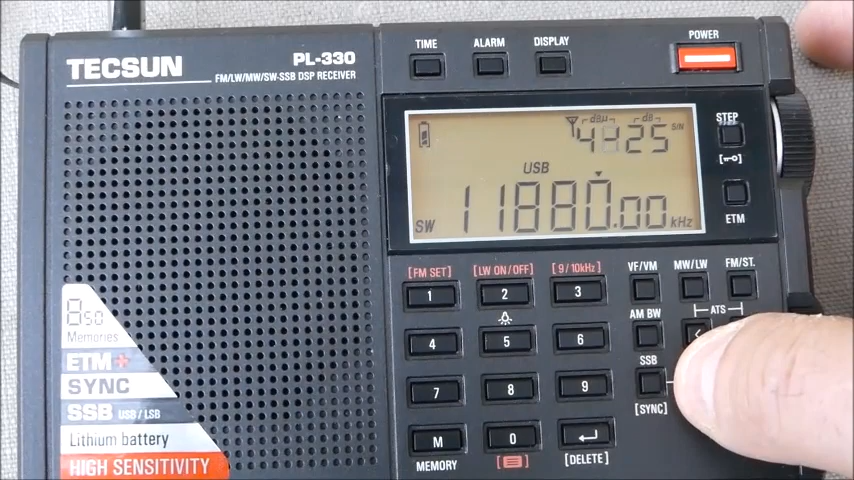 TECSUN
PL-330
FM/LW/MW/SW-SSB DSP RECEIVER
TIME ALARM DISPLAY POWER
dBμ dB
4 25 S/N
USB
SW 11880.00 kHz
STEP
ETM
[FM SET] [LW ON/OFF] [9/10kHz] VF/VM MW/LW FM/ST.
1 2 3
AM BW ATS
4 5 6 <
SSB
7 8 9
[SYNC]
M 0
MEMORY [DELETE]
850
Memories
ETM+
SYNC
SSB USB / LSB
Lithium battery
HIGH SENSITIVITY